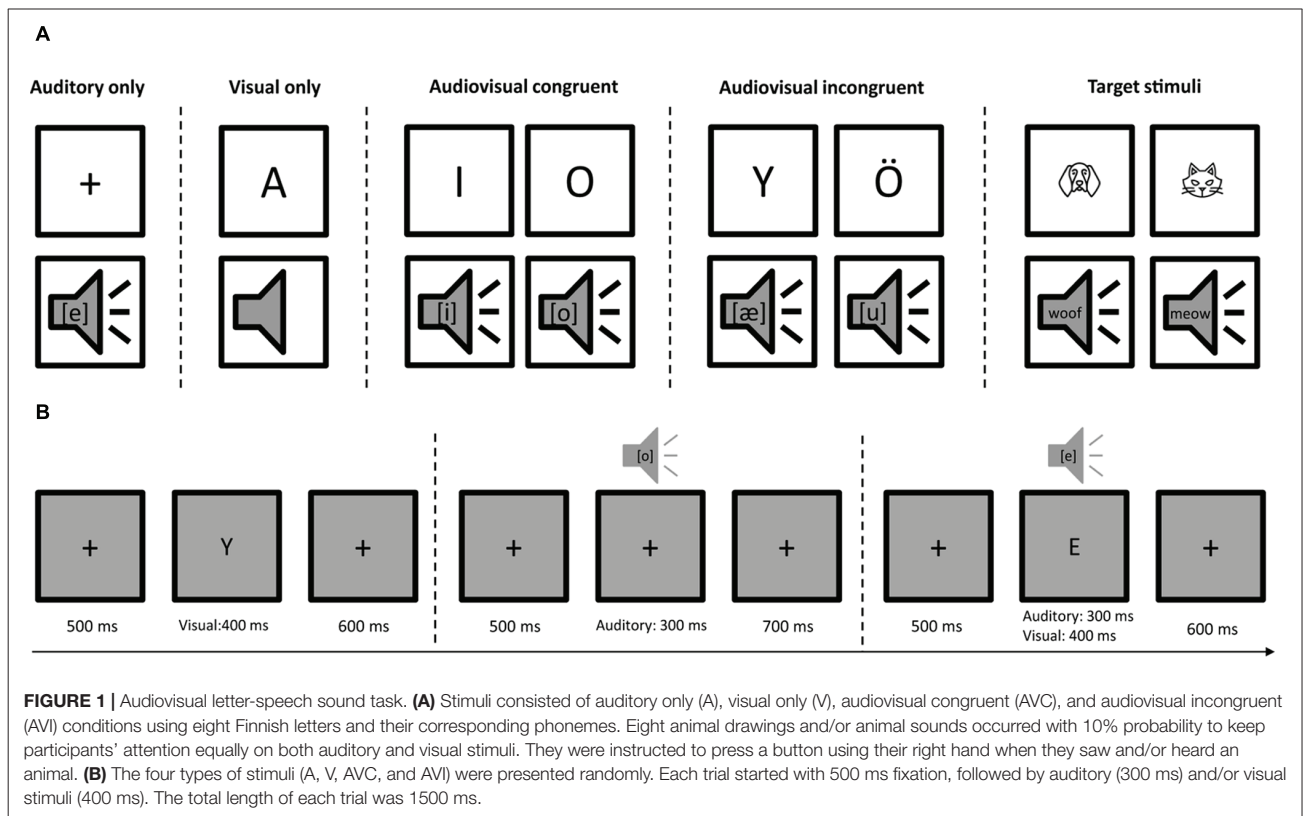 A
Auditory only
Visual only
Audiovisual congruent
Audiovisual incongruent
Target stimuli
+
A
I
O
Y
Ö
[e]
[i]
[o]
[æ]
[u]
woof
meow
B
[o]
[e]
+
Y
+
+
+
+
+
E
+
500 ms
Visual:400 ms
600 ms
500 ms
Auditory: 300 ms
700 ms
500 ms
Auditory: 300 ms
Visual: 400 ms
600 ms
FIGURE 1 | Audiovisual letter-speech sound task. (A) Stimuli consisted of auditory only (A), visual only (V), audiovisual congruent (AVC), and audiovisual incongruent
(AVI) conditions using eight Finnish letters and their corresponding phonemes. Eight animal drawings and/or animal sounds occurred with 10% probability to keep
participants’ attention equally on both auditory and visual stimuli. They were instructed to press a button using their right hand when they saw and/or heard an
animal. (B) The four types of stimuli (A, V, AVC, and AVI) were presented randomly. Each trial started with 500 ms fixation, followed by auditory (300 ms) and/or visual
stimuli (400 ms). The total length of each trial was 1500 ms.